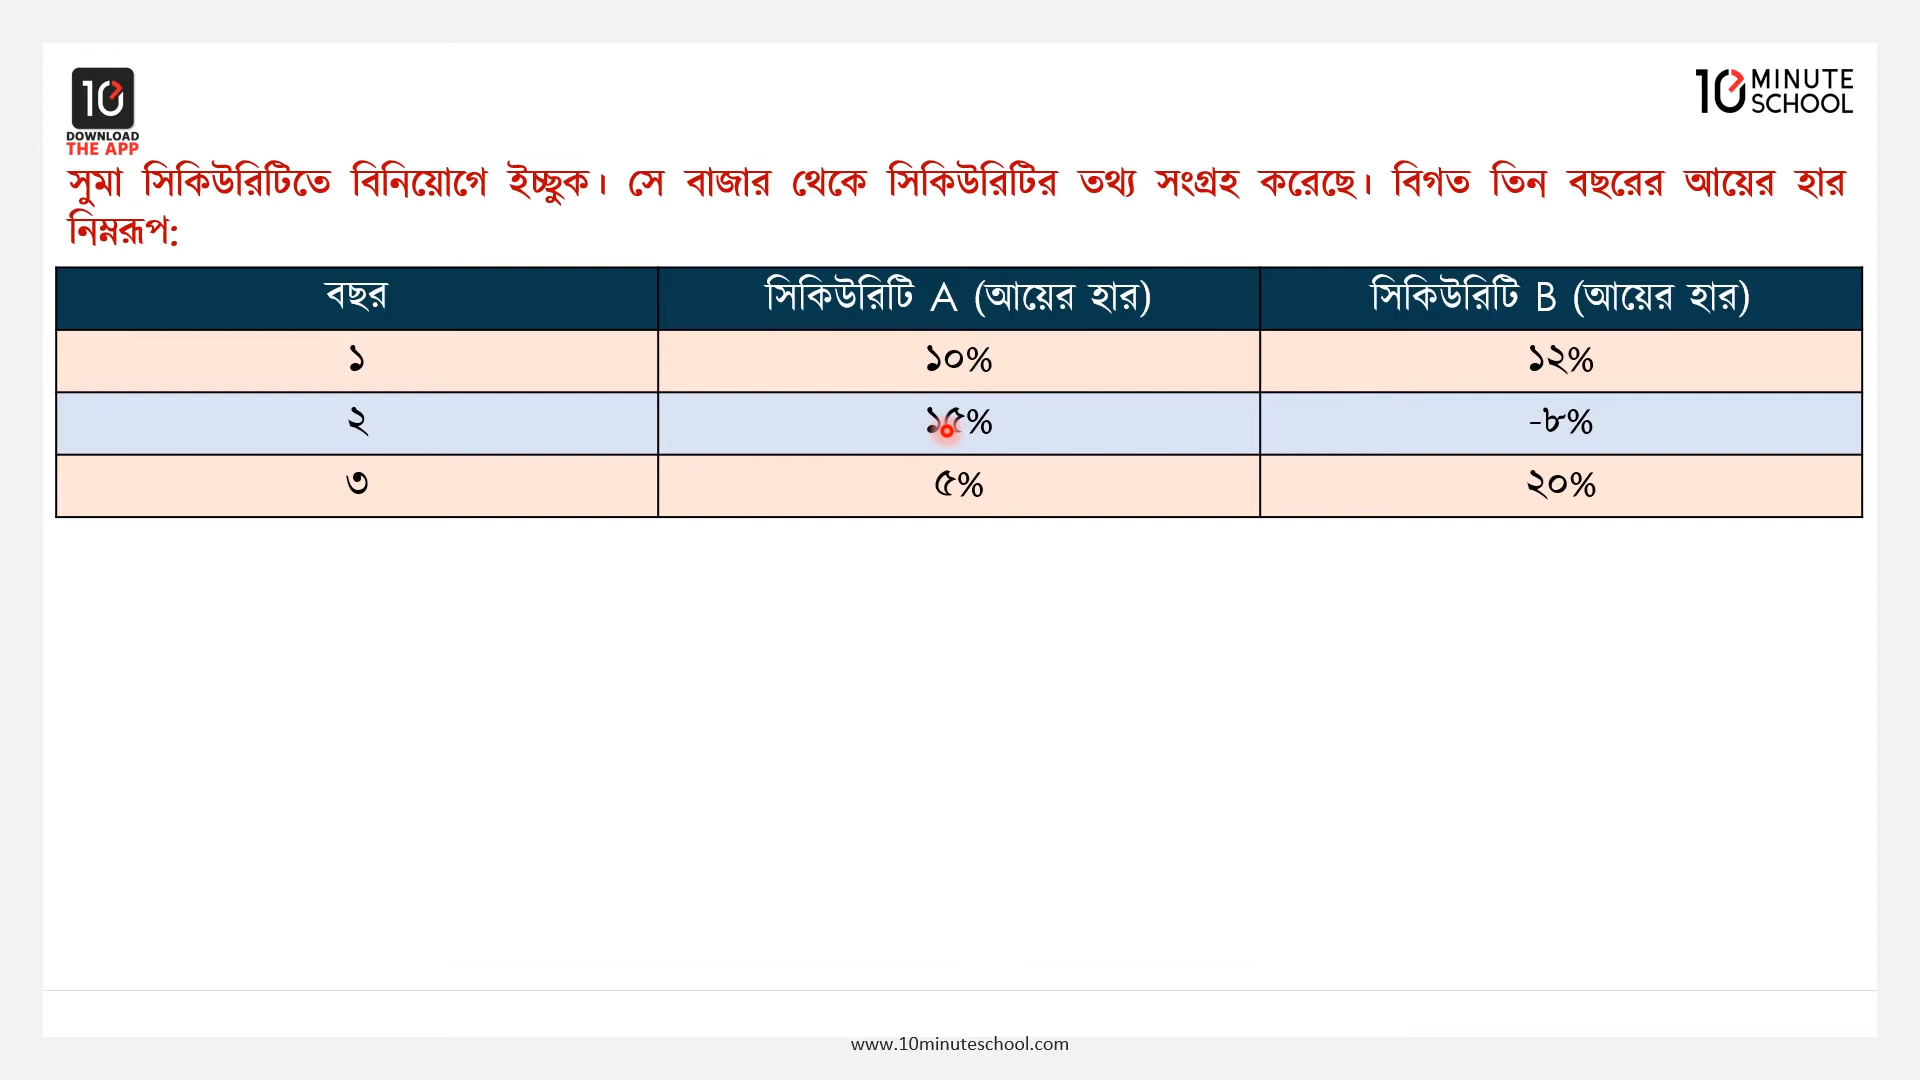 10
DOWNLOAD
THE APP
10 MINUTE
SCHOOL
সুমা সিকিউরিটিতে বিনিয়োগে ইচ্ছুক। সে বাজার থেকে সিকিউরিটির তথ্য সংগ্রহ করেছে। বিগত তিন বছরের আয়ের হার
নিম্নরূপ:
বছর সিকিউরিটি A (আয়ের হার) সিকিউরিটি B (আয়ের হার)
১ ১০% ১২%
২ ১৫% -৮%
৩ ৫% ২০%
www.10minuteschool.com